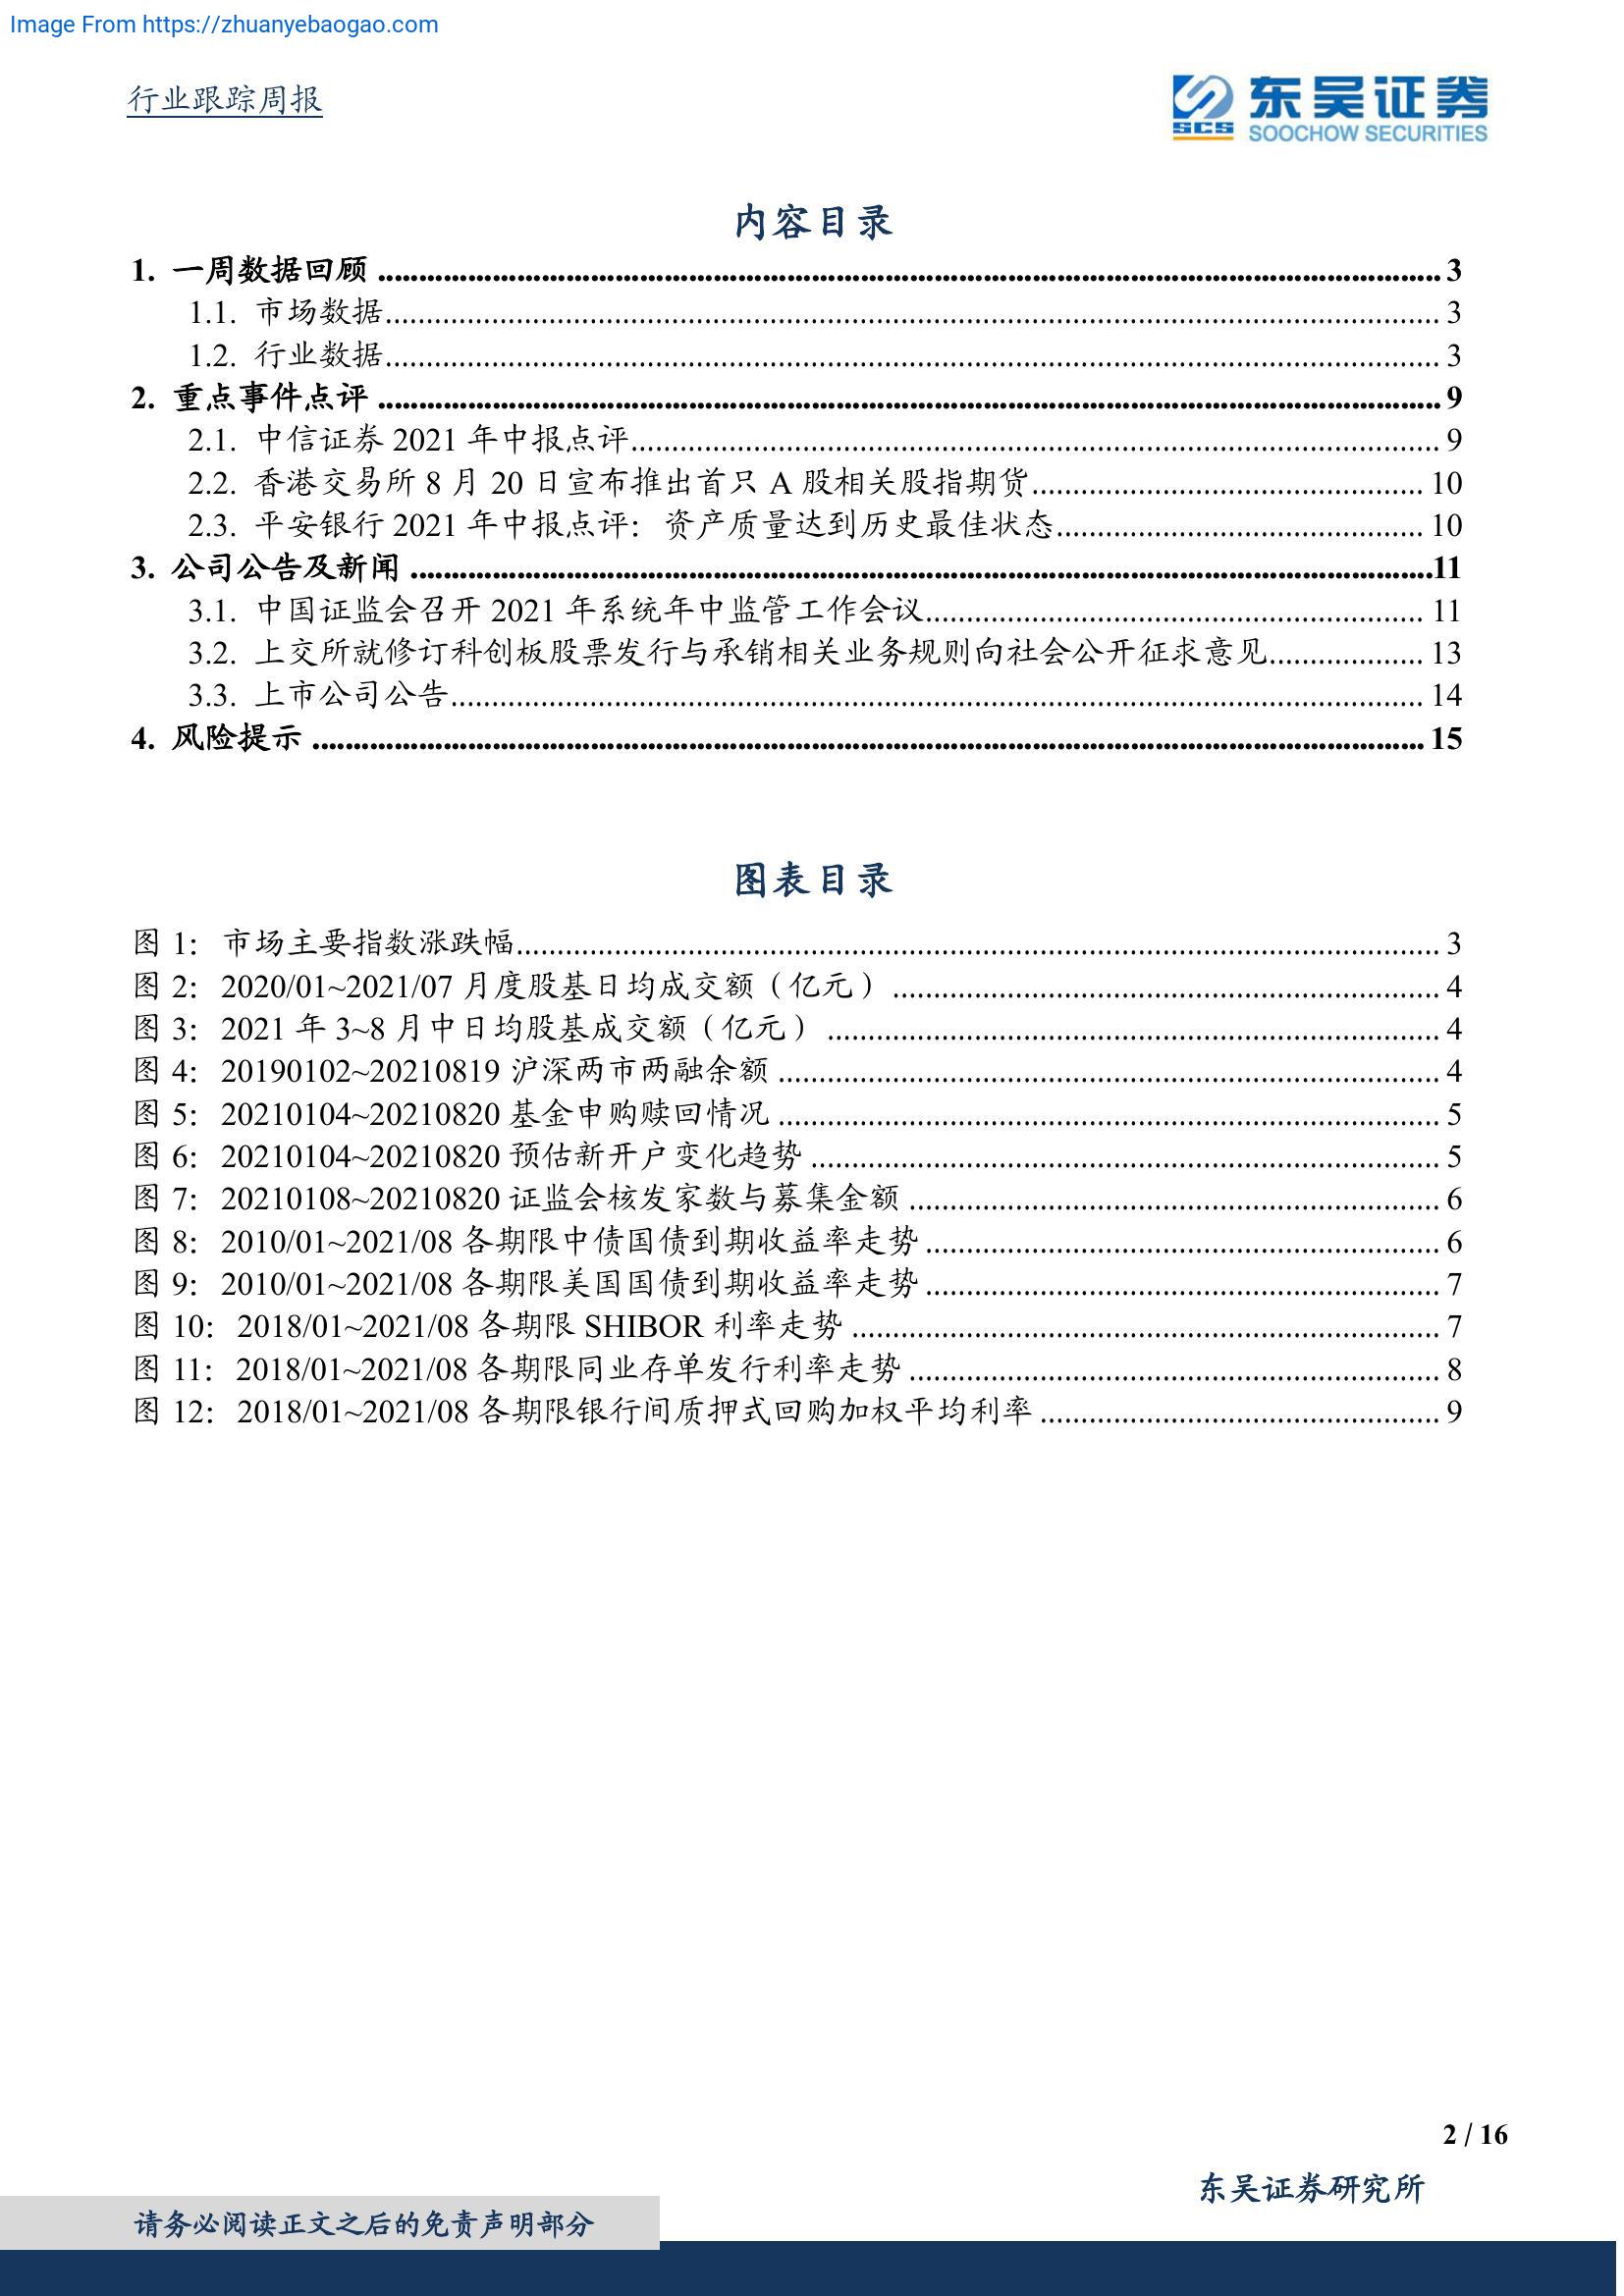 Image From https://zhuanyebaogao.com
行业跟踪周报
东吴证券
SCS
SOOCHOW SECURITIES
内容目录
1. 一周数据回顾 ........ 3
1.1. 市场数据 ........ 3
1.2. 行业数据 ........ 3
2. 重点事件点评 ........ 9
2.1. 中信证券 2021 年中报点评 ........ 9
2.2. 香港交易所 8 月 20 日宣布推出首只 A 股相关股指期货 ........ 10
2.3. 平安银行 2021 年中报点评：资产质量达到历史最佳状态 ........ 10
3. 公司公告及新闻 ........ 11
3.1. 中国证监会召开 2021 年系统年中监管工作会议 ........ 11
3.2. 上交所就修订科创板股票发行与承销相关业务规则向社会公开征求意见 ........ 13
3.3. 上市公司公告 ........ 14
4. 风险提示 ........ 15
图表目录
图 1： 市场主要指数涨跌幅 ........ 3
图 2： 2020/01~2021/07 月度股基日均成交额（亿元） ........ 4
图 3： 2021 年 3~8 月中日均股基成交额（亿元） ........ 4
图 4： 20190102~20210819 沪深两市两融余额 ........ 4
图 5： 20210104~20210820 基金申购赎回情况 ........ 5
图 6： 20210104~20210820 预估新开户变化趋势 ........ 5
图 7： 20210108~20210820 证监会核发家数与募集金额 ........ 6
图 8： 2010/01~2021/08 各期限中债国债到期收益率走势 ........ 6
图 9： 2010/01~2021/08 各期限美国国债到期收益率走势 ........ 7
图 10： 2018/01~2021/08 各期限 SHIBOR 利率走势 ........ 7
图 11： 2018/01~2021/08 各期限同业存单发行利率走势 ........ 8
图 12： 2018/01~2021/08 各期限银行间质押式回购加权平均利率 ........ 9
2 / 16
东吴证券研究所
请务必阅读正文之后的免责声明部分